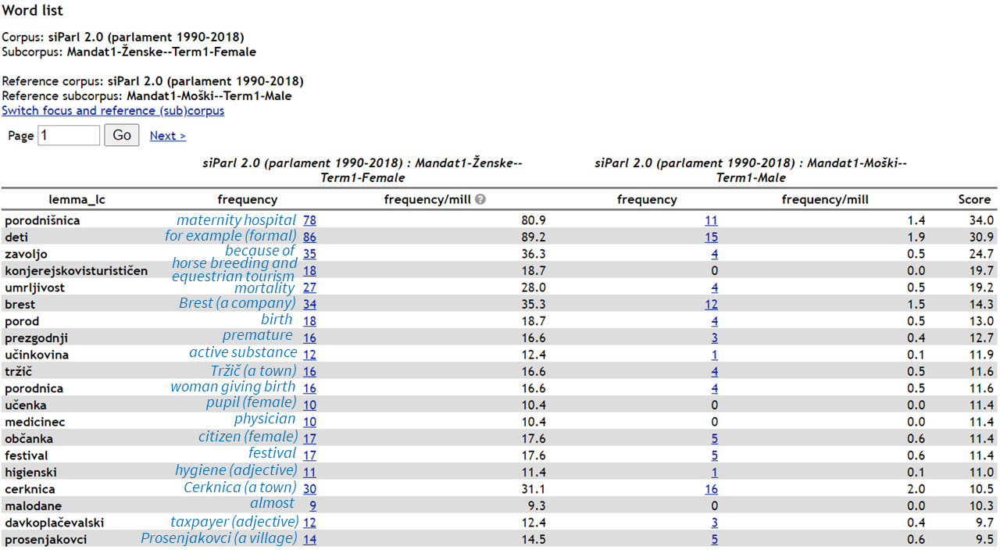 Word list
Corpus: siParl 2.0 (parlament 1990-2018)
Subcorpus: Mandat1-Ženske--Term1-Female
Reference corpus: siParl 2.0 (parlament 1990-2018)
Reference subcorpus: Mandat1-Moški--Term1-Male
Switch focus and reference (sub)corpus
Page 1 Go Next >
siParl 2.0 (parlament 1990-2018) : Mandat1-Ženske-- siParl 2.0 (parlament 1990-2018) : Mandat1-Moški--
Term1-Female Term1-Male
lemma_lc frequency frequency/mill ? frequency frequency/mill Score
porodnišnica maternity hospital 78 80.9 11 1.4 34.0
deti for example (formal) 86 89.2 15 1.9 30.9
zavoljo because of 35 36.3 4 0.5 24.7
horse breeding and
konjerejskovisturističen equestrian tourism 18 18.7 0 0.0 19.7
umrljivost mortality 27 28.0 4 0.5 19.2
brest Brest (a company) 34 35.3 12 1.5 14.3
porod birth 18 18.7 4 0.5 13.0
prezgodnji premature 16 16.6 3 0.4 12.7
učinkovina active substance 12 12.4 1 0.1 11.9
tržič Tržič (a town) 16 16.6 4 0.5 11.6
porodnica woman giving birth 16 16.6 4 0.5 11.6
učenka pupil (female) 10 10.4 0 0.0 11.4
medicinec physician 10 10.4 0 0.0 11.4
občanka citizen (female) 17 17.6 5 0.6 11.4
festival festival 17 17.6 5 0.6 11.4
higienski hygiene (adjective) 11 11.4 1 0.1 11.0
cerknica Cerknica (a town) 30 31.1 16 2.0 10.5
malodane almost 9 9.3 0 0.0 10.3
davkoplačevalski taxpayer (adjective) 12 12.4 3 0.4 9.7
prosenjakovci Prosenjakovci (a village) 14 14.5 5 0.6 9.5